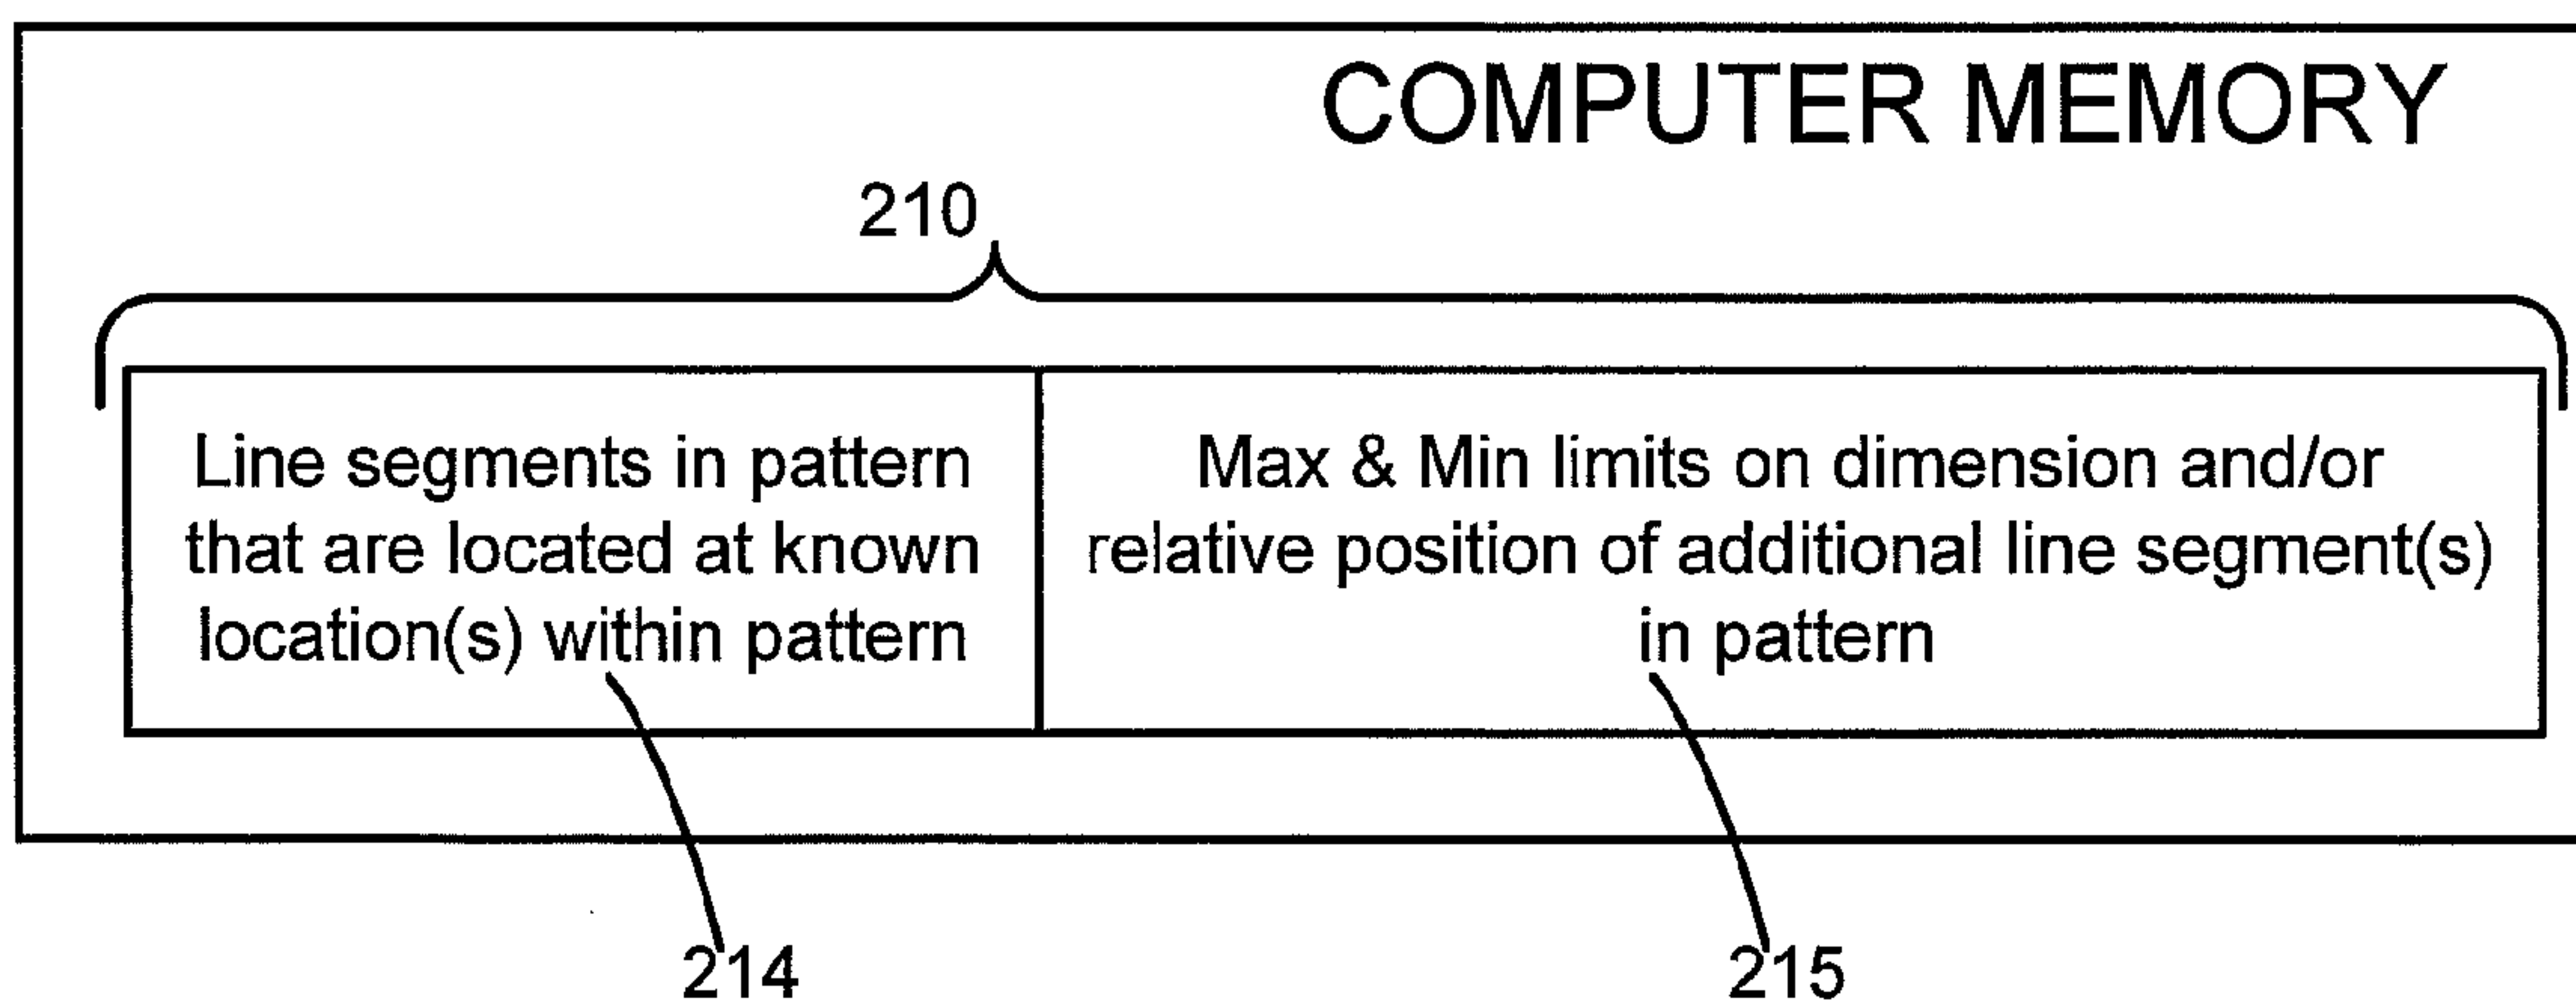 COMPUTER MEMORY
210
Line segments in pattern
that are located at known
location(s) within pattern
Max & Min limits on dimension and/or
relative position of additional line segment(s)
in pattern
214
215